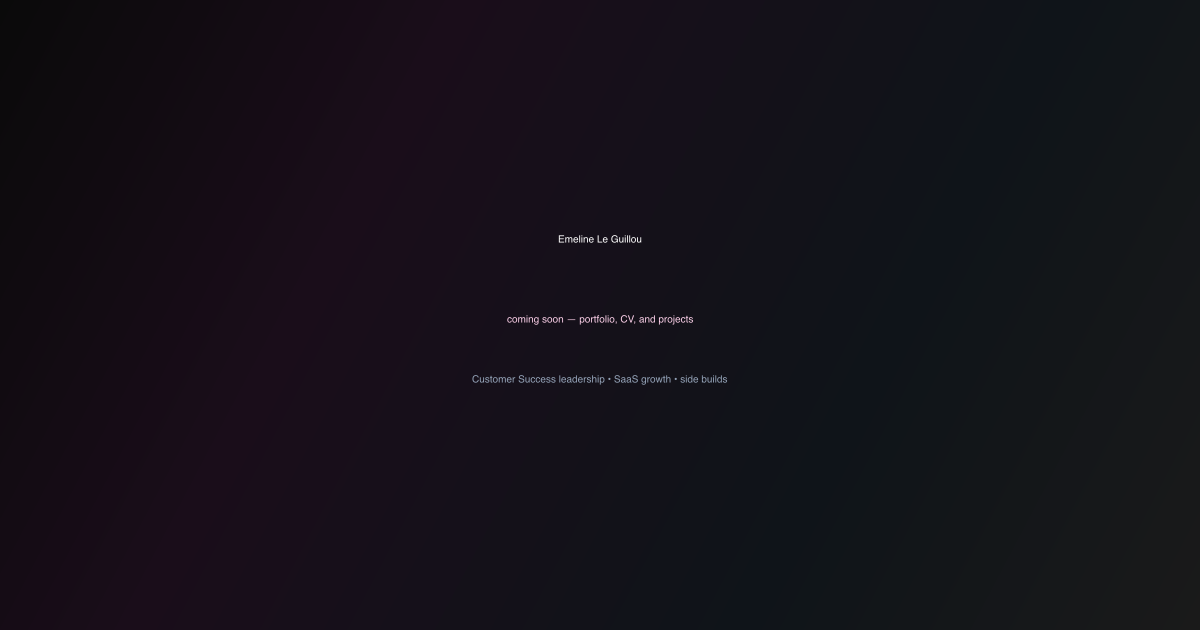 Emeline Le Guillou
coming soon — portfolio, CV, and projects
Customer Success leadership • SaaS growth • side builds